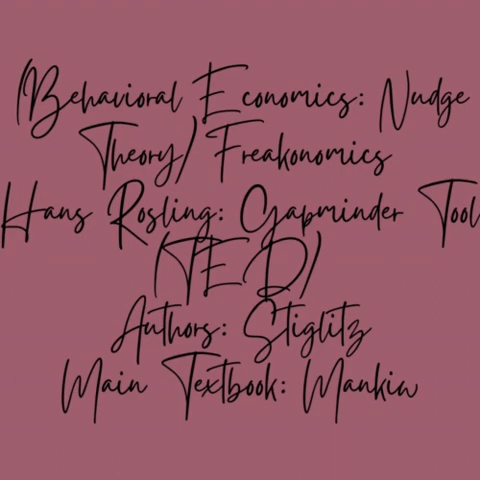 (Behavioral Economics: Nudge
Theory) Freakonomics
Hans Rosling: Gapminder Tool
(TED)
Authors: Stiglitz
Main Textbook: Mankiw